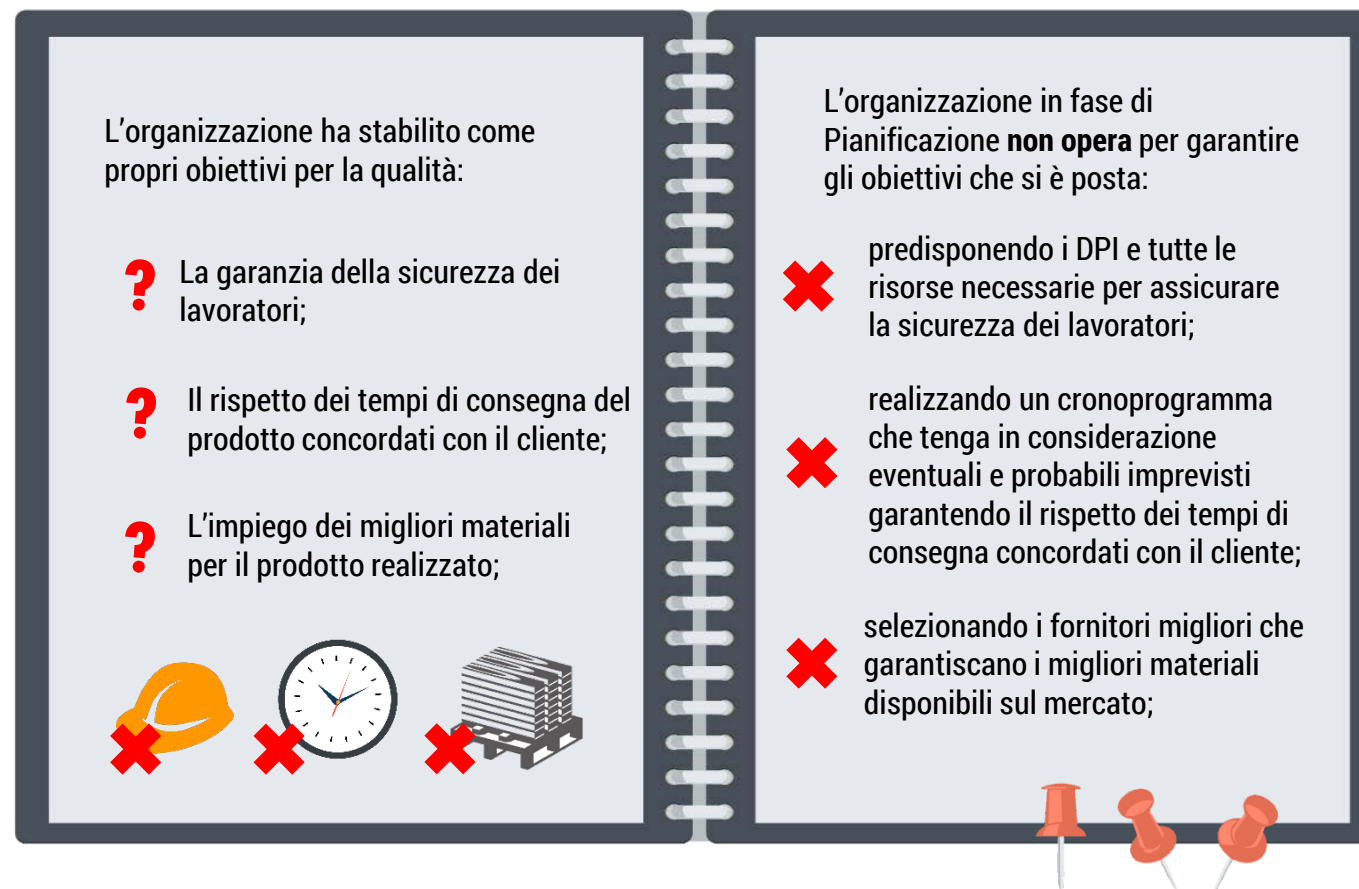 L'organizzazione ha stabilito come
propri obiettivi per la qualità:
? La garanzia della sicurezza dei
lavoratori;
? Il rispetto dei tempi di consegna del
prodotto concordati con il cliente;
? L'impiego dei migliori materiali
per il prodotto realizzato;
L'organizzazione in fase di
Pianificazione non opera per garantire
gli obiettivi che si è posta:
predisponendo i DPI e tutte le
risorse necessarie per assicurare
la sicurezza dei lavoratori;
realizzando un cronoprogramma
che tenga in considerazione
eventuali e probabili imprevisti
garantendo il rispetto dei tempi di
consegna concordati con il cliente;
selezionando i fornitori migliori che
garantiscano i migliori materiali
disponibili sul mercato;